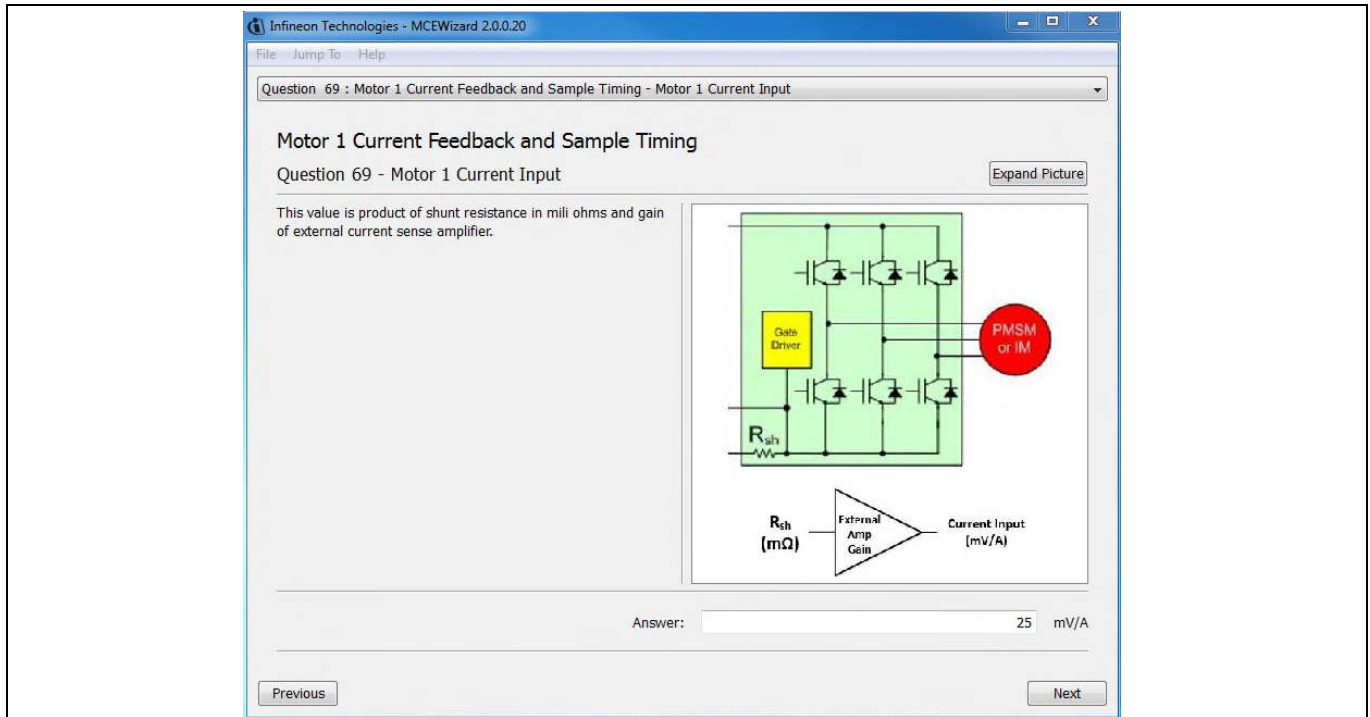 Infineon Technologies - MCEWizard 2.0.0.20
File Jump To Help
Question 69 : Motor 1 Current Feedback and Sample Timing - Motor 1 Current Input
Motor 1 Current Feedback and Sample Timing
Question 69 - Motor 1 Current Input
Expand Picture
This value is product of shunt resistance in mili ohms and gain
of external current sense amplifier.
Gate
Driver
PMSM
or IM
Rsh
Rsh
(mΩ)
External
Amp
Gain
Current Input
(mV/A)
Answer: 25 mV/A
Previous Next